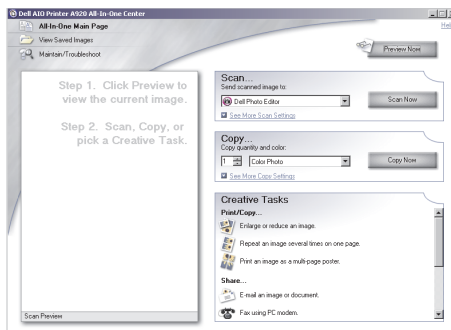 Dell AIO Printer A920 All-In-One Center
All-In-One Main Page
Help
View Saved Images
Maintain/Troubleshoot
Preview Now
Step 1. Click Preview to
view the current image.
Step 2. Scan, Copy, or
pick a Creative Task.
Scan Preview
Scan...
Send scanned image to:
Dell Photo Editor
Scan Now
See More Scan Settings
Copy...
Copy quantity and color:
1
Color Photo
Copy Now
See More Copy Settings
Creative Tasks
Print/Copy...
Enlarge or reduce an image.
Repeat an image several times on one page.
Print an image as a multi-page poster.
Share...
E-mail an image or document.
Fax using PC modem.